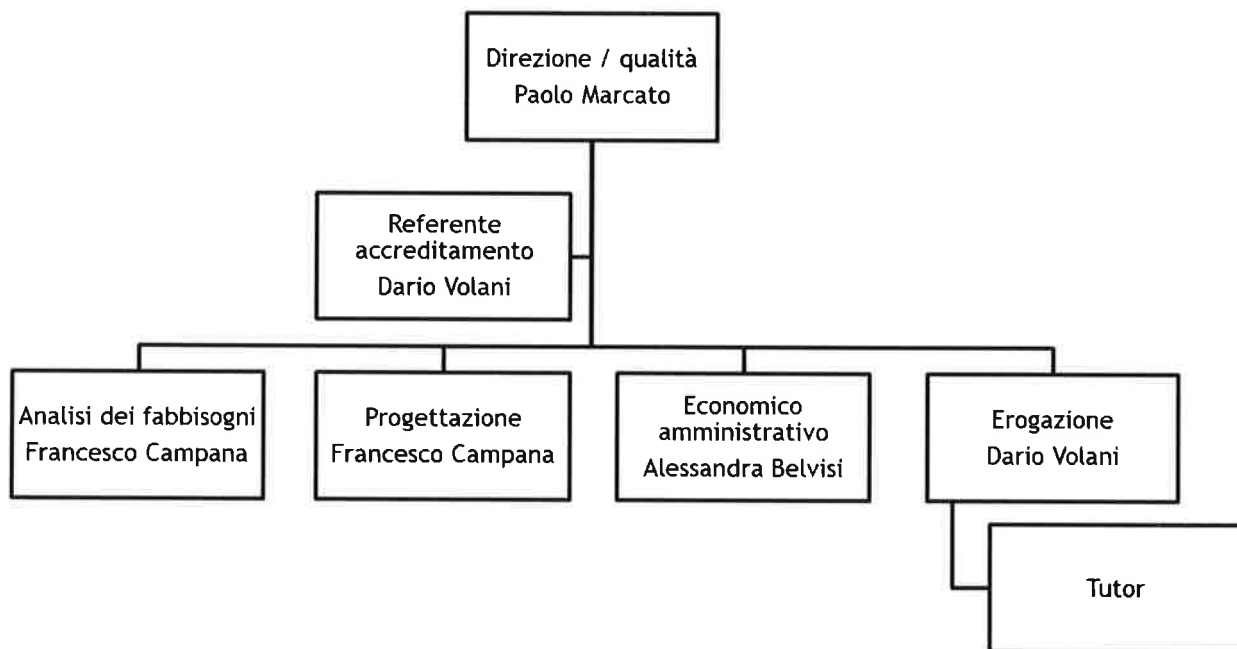 Direzione / qualità
Paolo Marcato
Referente
accreditamento
Dario Volani
Analisi dei fabbisogni
Francesco Campana
Progettazione
Francesco Campana
Economico
amministrativo
Alessandra Belvisi
Erogazione
Dario Volani
Tutor